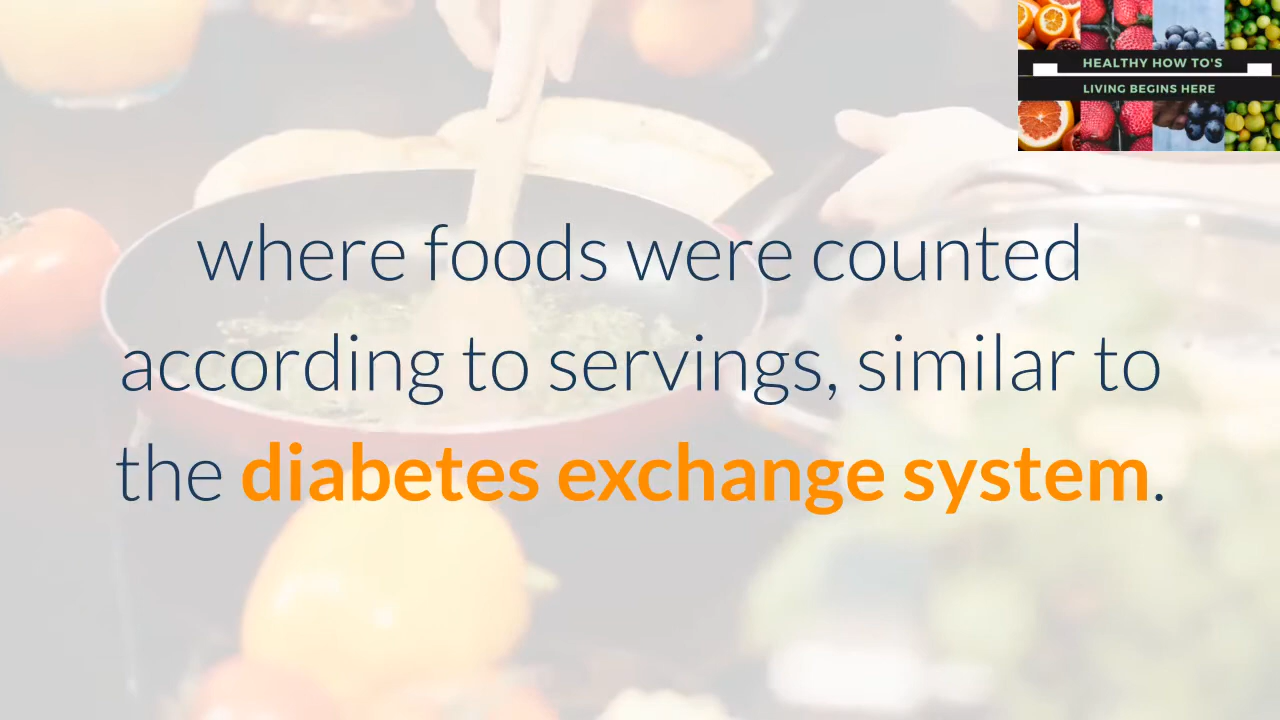 HEALTHY HOW TO'S
LIVING BEGINS HERE
where foods were counted
according to servings, similar to
the diabetes exchange system.